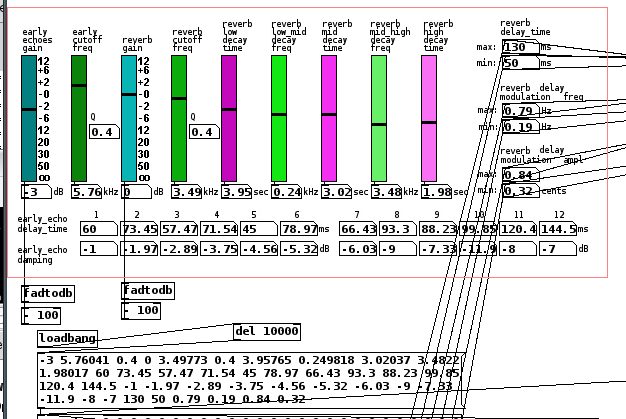 early echoes gain
early cutoff freq
reverb gain
reverb cutoff freq
reverb low decay time
reverb low_mid decay freq
reverb mid decay time
reverb mid_high decay freq
reverb high decay time
reverb delay_time
12
+6
+2
-0
-2
-6
12
20
30
50
oo
12
+6
+2
-0
-2
-6
12
20
30
50
oo
Q
0.4
Q
0.4
max: 130 ms
min: 50 ms
reverb delay modulation freq
max: 0.79 Hz
min: 0.19 Hz
reverb delay modulation ampl
max: 0.84
min: 0.32 cents
-3 dB 5.76 kHz 0 dB 3.49 kHz 3.95 sec 0.24 kHz 3.02 sec 3.48 kHz 1.98 sec
1 2 3 4 5 6 7 8 9 10 11 12
early_echo delay_time 60 73.45 57.47 71.54 45 78.97 ms 66.43 93.3 88.23 99.85 120.4 144.5 ms
early_echo damping -1 -1.97 -2.89 -3.75 -4.56 -5.32 dB -6.03 -9 -7.33 -11.9 -8 -7 dB
fadtodb
fadtodb
- 100
- 100
loadbang
del 10000
-3 5.76041 0.4 0 3.49773 0.4 3.95765 0.249818 3.02037 3.4822
1.98017 60 73.45 57.47 71.54 45 78.97 66.43 93.3 88.23 99.85
120.4 144.5 -1 -1.97 -2.89 -3.75 -4.56 -5.32 -6.03 -9 -7.33
-11.9 -8 -7 130 50 0.79 0.19 0.84 0.32